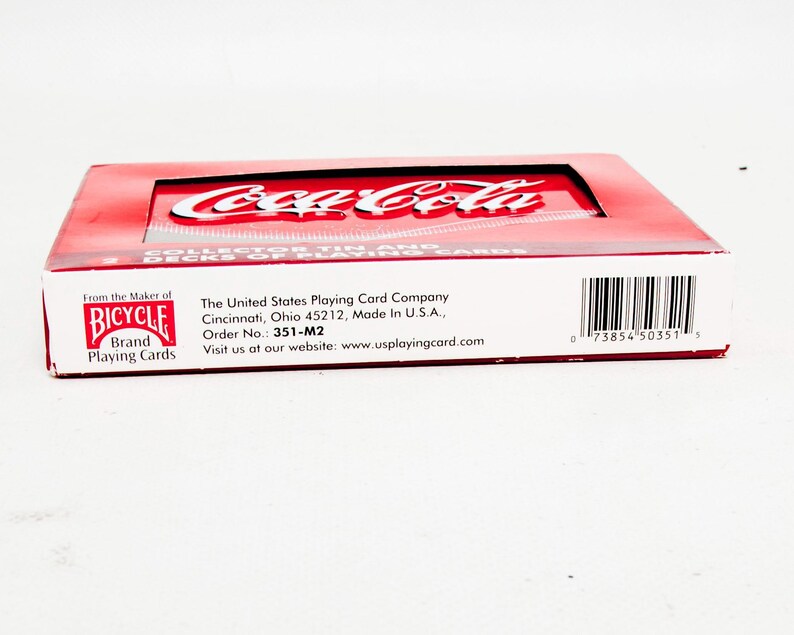 Coca-Cola
COLLECTOR TIN AND
2 DECKS OF PLAYING CARDS
From the Maker of
BICYCLE
Brand
Playing Cards
The United States Playing Card Company
Cincinnati, Ohio 45212, Made In U.S.A.,
Order No.: 351-M2
Visit us at our website: www.usplayingcard.com
0 73854 50351 5